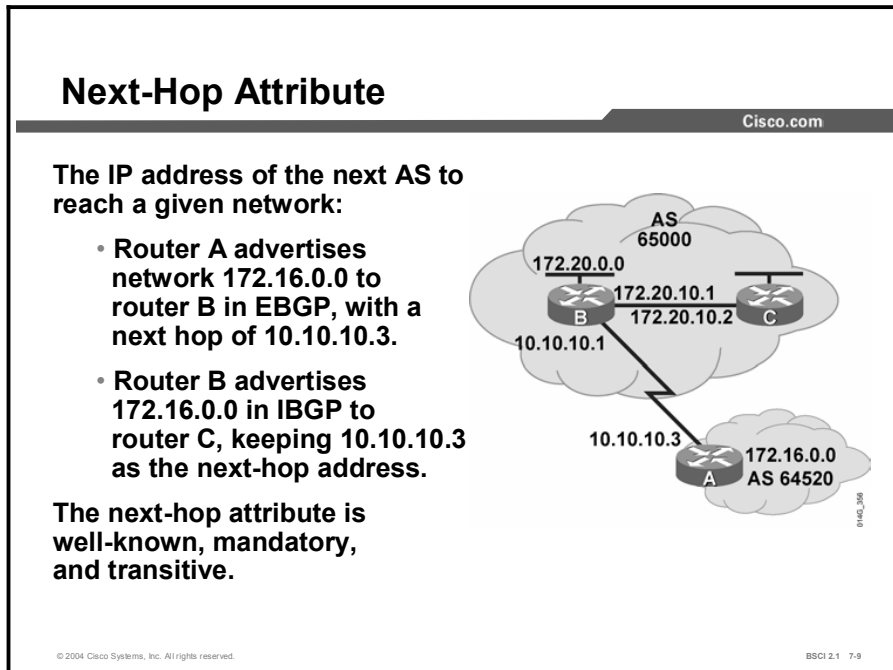 Next-Hop Attribute
Cisco.com
The IP address of the next AS to
reach a given network:
• Router A advertises
network 172.16.0.0 to
router B in EBGP, with a
next hop of 10.10.10.3.
• Router B advertises
172.16.0.0 in IBGP to
router C, keeping 10.10.10.3
as the next-hop address.
The next-hop attribute is
well-known, mandatory,
and transitive.
AS
65000
172.20.0.0
172.20.10.1
B
C
172.20.10.2
10.10.10.1
10.10.10.3
172.16.0.0
A
AS 64520
014G_356
© 2004 Cisco Systems, Inc. All rights reserved.
BSCI 2.1 7-9